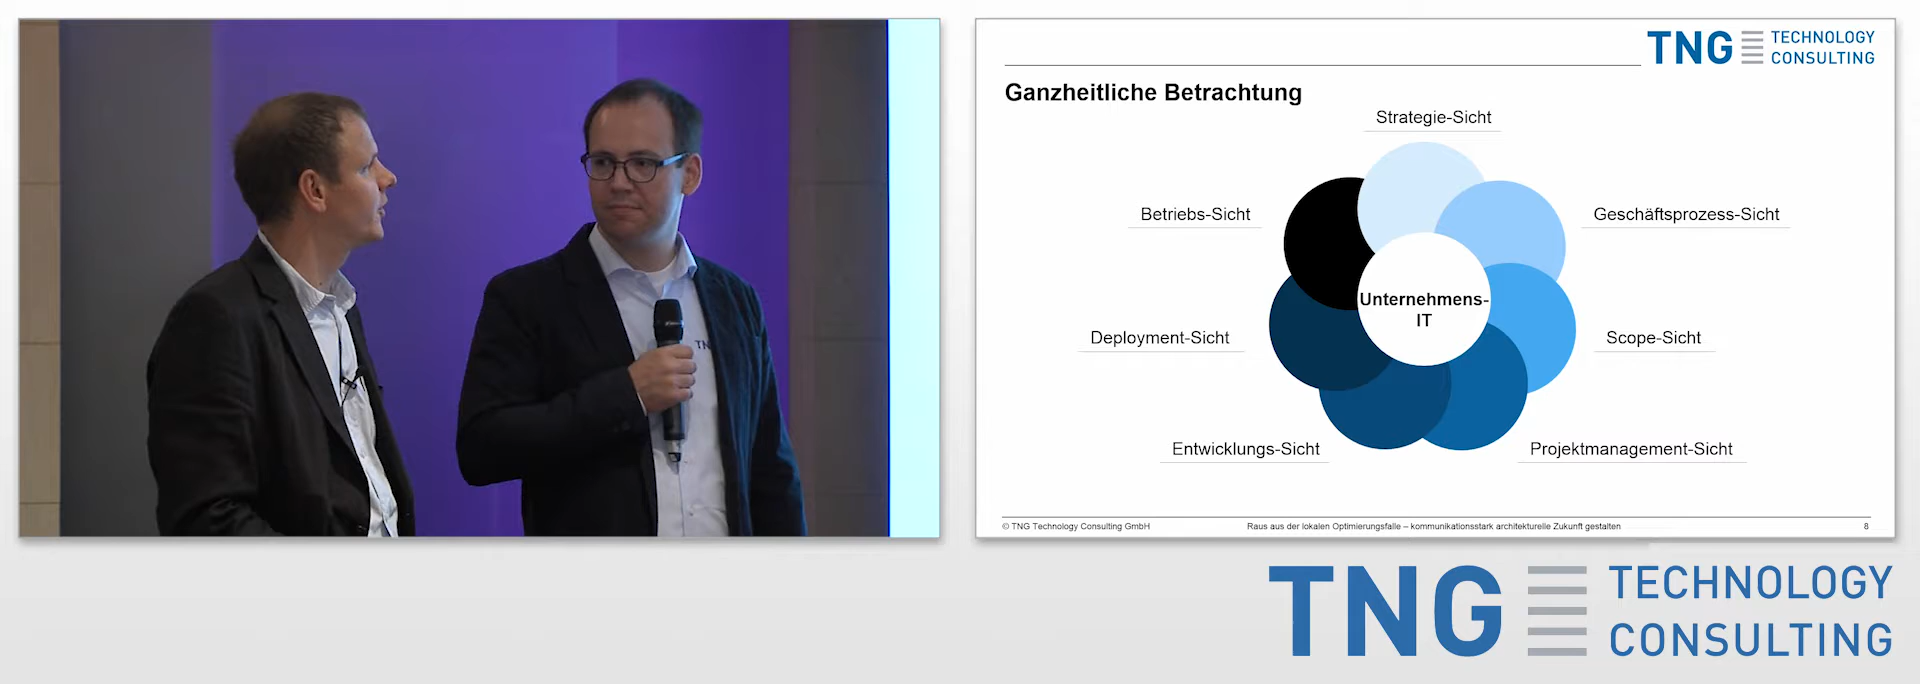 TN
TNG TECHNOLOGY
CONSULTING
Ganzheitliche Betrachtung
Strategie-Sicht
Betriebs-Sicht
Geschäftsprozess-Sicht
Unternehmens-
IT
Deployment-Sicht
Scope-Sicht
Entwicklungs-Sicht
Projektmanagement-Sicht
© TNG Technology Consulting GmbH
Raus aus der lokalen Optimierungsfalle – kommunikationsstark architekturelle Zukunft gestalten
8
TNG TECHNOLOGY
CONSULTING